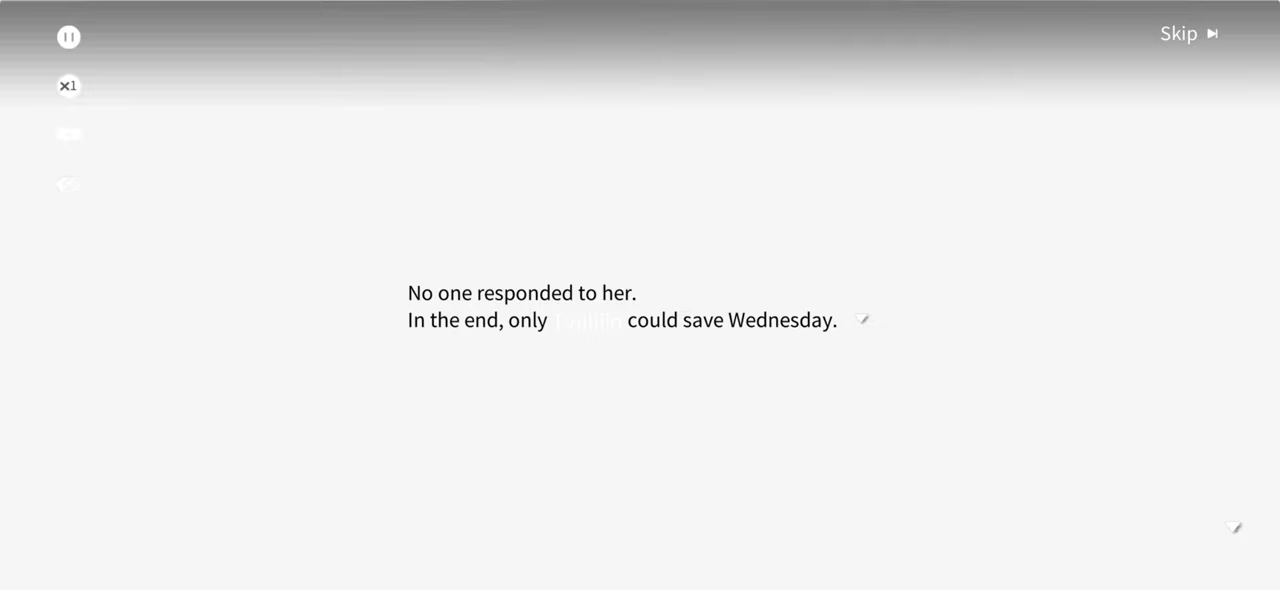 Skip
×1
No one responded to her.
In the end, only could save Wednesday.